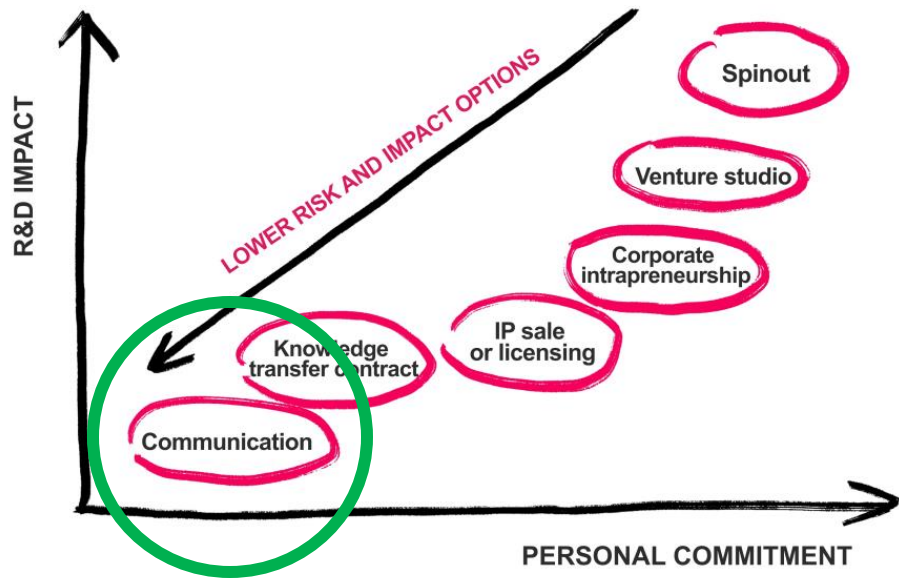 R&D IMPACT
LOWER RISK AND IMPACT OPTIONS
Spinout
Venture studio
Corporate
intrapreneurship
IP sale
or licensing
Knowledge
transfer contract
Communication
PERSONAL COMMITMENT